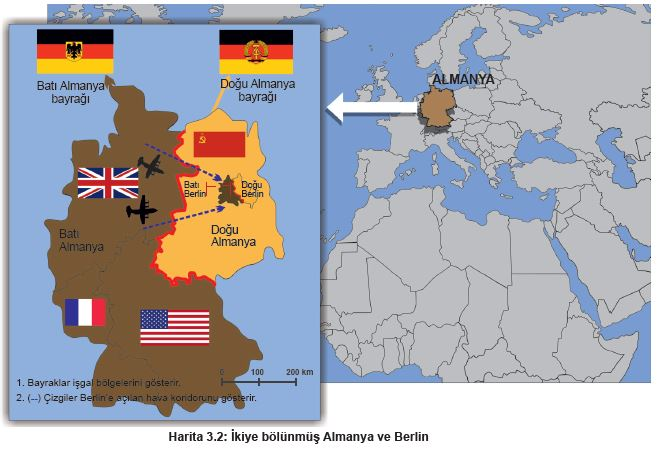 Batı Almanya
bayrağı
Doğu Almanya
bayrağı
ALMANYA
Batı
Berlin
Doğu
Berlin
Batı
Almanya
Doğu
Almanya
0 100 200 km
1. Bayraklar işgal bölgelerini gösterir.
2. (--) Çizgiler Berlin'e açılan hava koridorunu gösterir.
Harita 3.2: İkiye bölünmüş Almanya ve Berlin